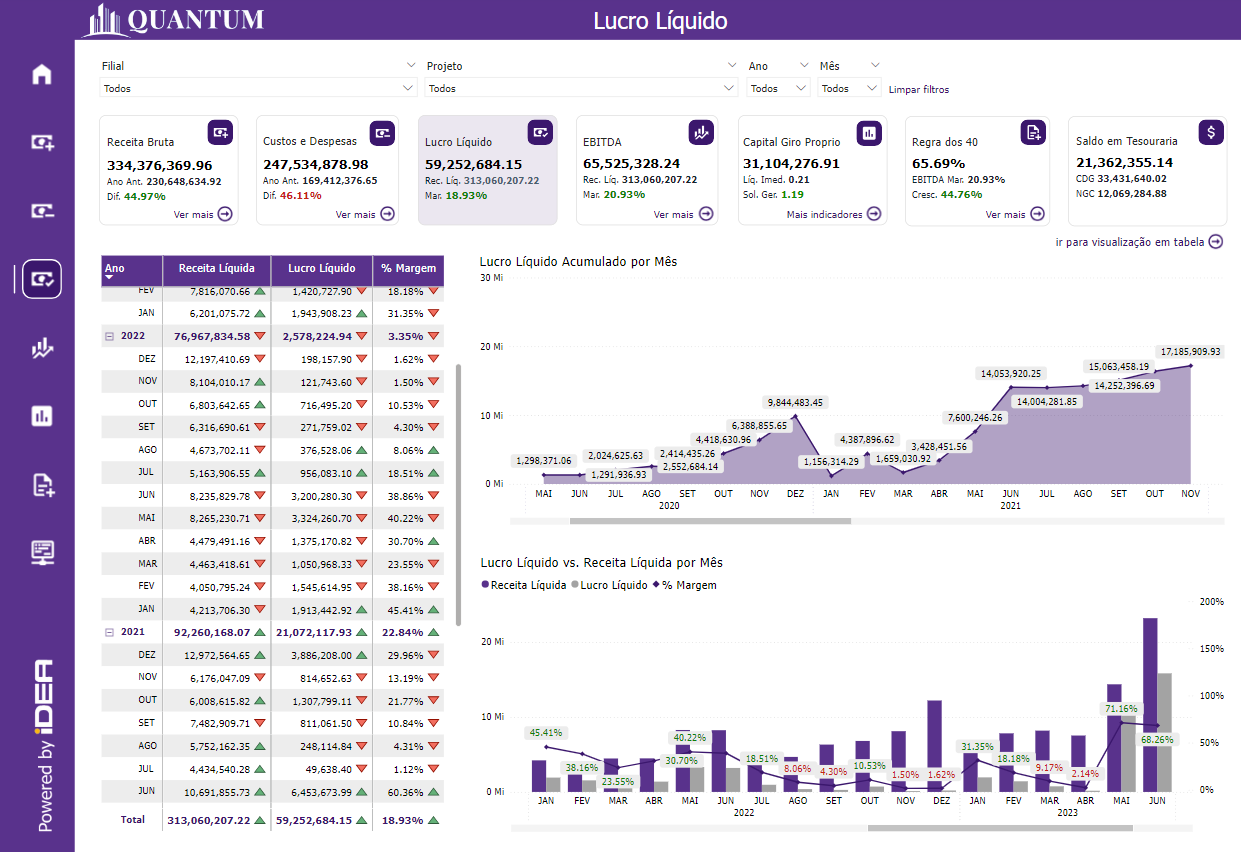 QUANTUM
Lucro Líquido
Filial
Projeto
Ano
Mês
Todos
Todos
Todos
Todos
Limpar filtros
Receita Bruta
334,376,369.96
Ano Ant. 230,648,634.92
Dif. 44.97%
Ver mais
Custos e Despesas
247,534,878.98
Ano Ant. 169,412,376.65
Dif. 46.11%
Ver mais
Lucro Líquido
59,252,684.15
Rec. Líq. 313,060,207.22
Mar. 18.93%
EBITDA
65,525,328.24
Rec. Líq. 313,060,207.22
Mar. 20.93%
Ver mais
Capital Giro Proprio
31,104,276.91
Líq. Imed. 0.21
Sol. Ger. 1.19
Mais indicadores
Regra dos 40
65.69%
EBITDA Mar. 20.93%
Cresc. 44.76%
Ver mais
Saldo em Tesouraria
21,362,355.14
CDG 33,431,640.02
NGC 12,069,284.88
ir para visualização em tabela
Ano Receita Líquida Lucro Líquido % Margem
FEV 7,816,070.66 1,420,727.90 18.18%
JAN 6,201,075.72 1,943,908.23 31.35%
2022 76,967,834.58 2,578,224.94 3.35%
DEZ 12,197,410.69 198,157.90 1.62%
NOV 8,104,010.17 121,743.60 1.50%
OUT 6,803,642.65 716,495.20 10.53%
SET 6,316,690.61 271,759.02 4.30%
AGO 4,673,702.11 376,528.06 8.06%
JUL 5,163,906.55 956,083.10 18.51%
JUN 8,235,829.78 3,200,280.30 38.86%
MAI 8,265,230.71 3,324,260.70 40.22%
ABR 4,479,491.16 1,375,170.82 30.70%
MAR 4,463,418.61 1,050,968.33 23.55%
FEV 4,050,795.24 1,545,614.95 38.16%
JAN 4,213,706.30 1,913,442.92 45.41%
2021 92,260,168.07 21,072,117.93 22.84%
DEZ 12,972,564.65 3,886,208.00 29.96%
NOV 6,176,047.09 814,652.63 13.19%
OUT 6,008,615.82 1,307,799.11 21.77%
SET 7,482,909.71 811,061.50 10.84%
AGO 5,752,162.35 248,114.84 4.31%
JUL 4,434,540.28 49,638.40 1.12%
JUN 10,691,855.73 6,453,673.99 60.36%
Total 313,060,207.22 59,252,684.15 18.93%
Lucro Líquido Acumulado por Mês
30 Mi
20 Mi
10 Mi
0 Mi
1,298,371.06
1,291,936.93
2,024,625.63
2,414,435.26
2,552,684.14
4,418,630.96
6,388,855.65
9,844,483.45
1,156,314.29
4,387,896.62
1,659,030.92
3,428,451.56
7,600,246.26
14,053,920.25
14,004,281.85
14,252,396.69
15,063,458.19
17,185,909.93
MAI JUN JUL AGO SET OUT NOV DEZ JAN FEV MAR ABR MAI JUN JUL AGO SET OUT NOV
2020 2021
Lucro Líquido vs. Receita Líquida por Mês
Receita Líquida Lucro Líquido % Margem
20 Mi
10 Mi
0 Mi
200%
150%
100%
50%
0%
45.41%
38.16%
23.55%
30.70%
40.22%
18.51%
8.06%
4.30%
10.53%
1.50%
1.62%
31.35%
18.18%
9.17%
2.14%
71.16%
68.26%
JAN FEV MAR ABR MAI JUN JUL AGO SET OUT NOV DEZ JAN FEV MAR ABR MAI JUN
2022 2023
Powered by iDEA